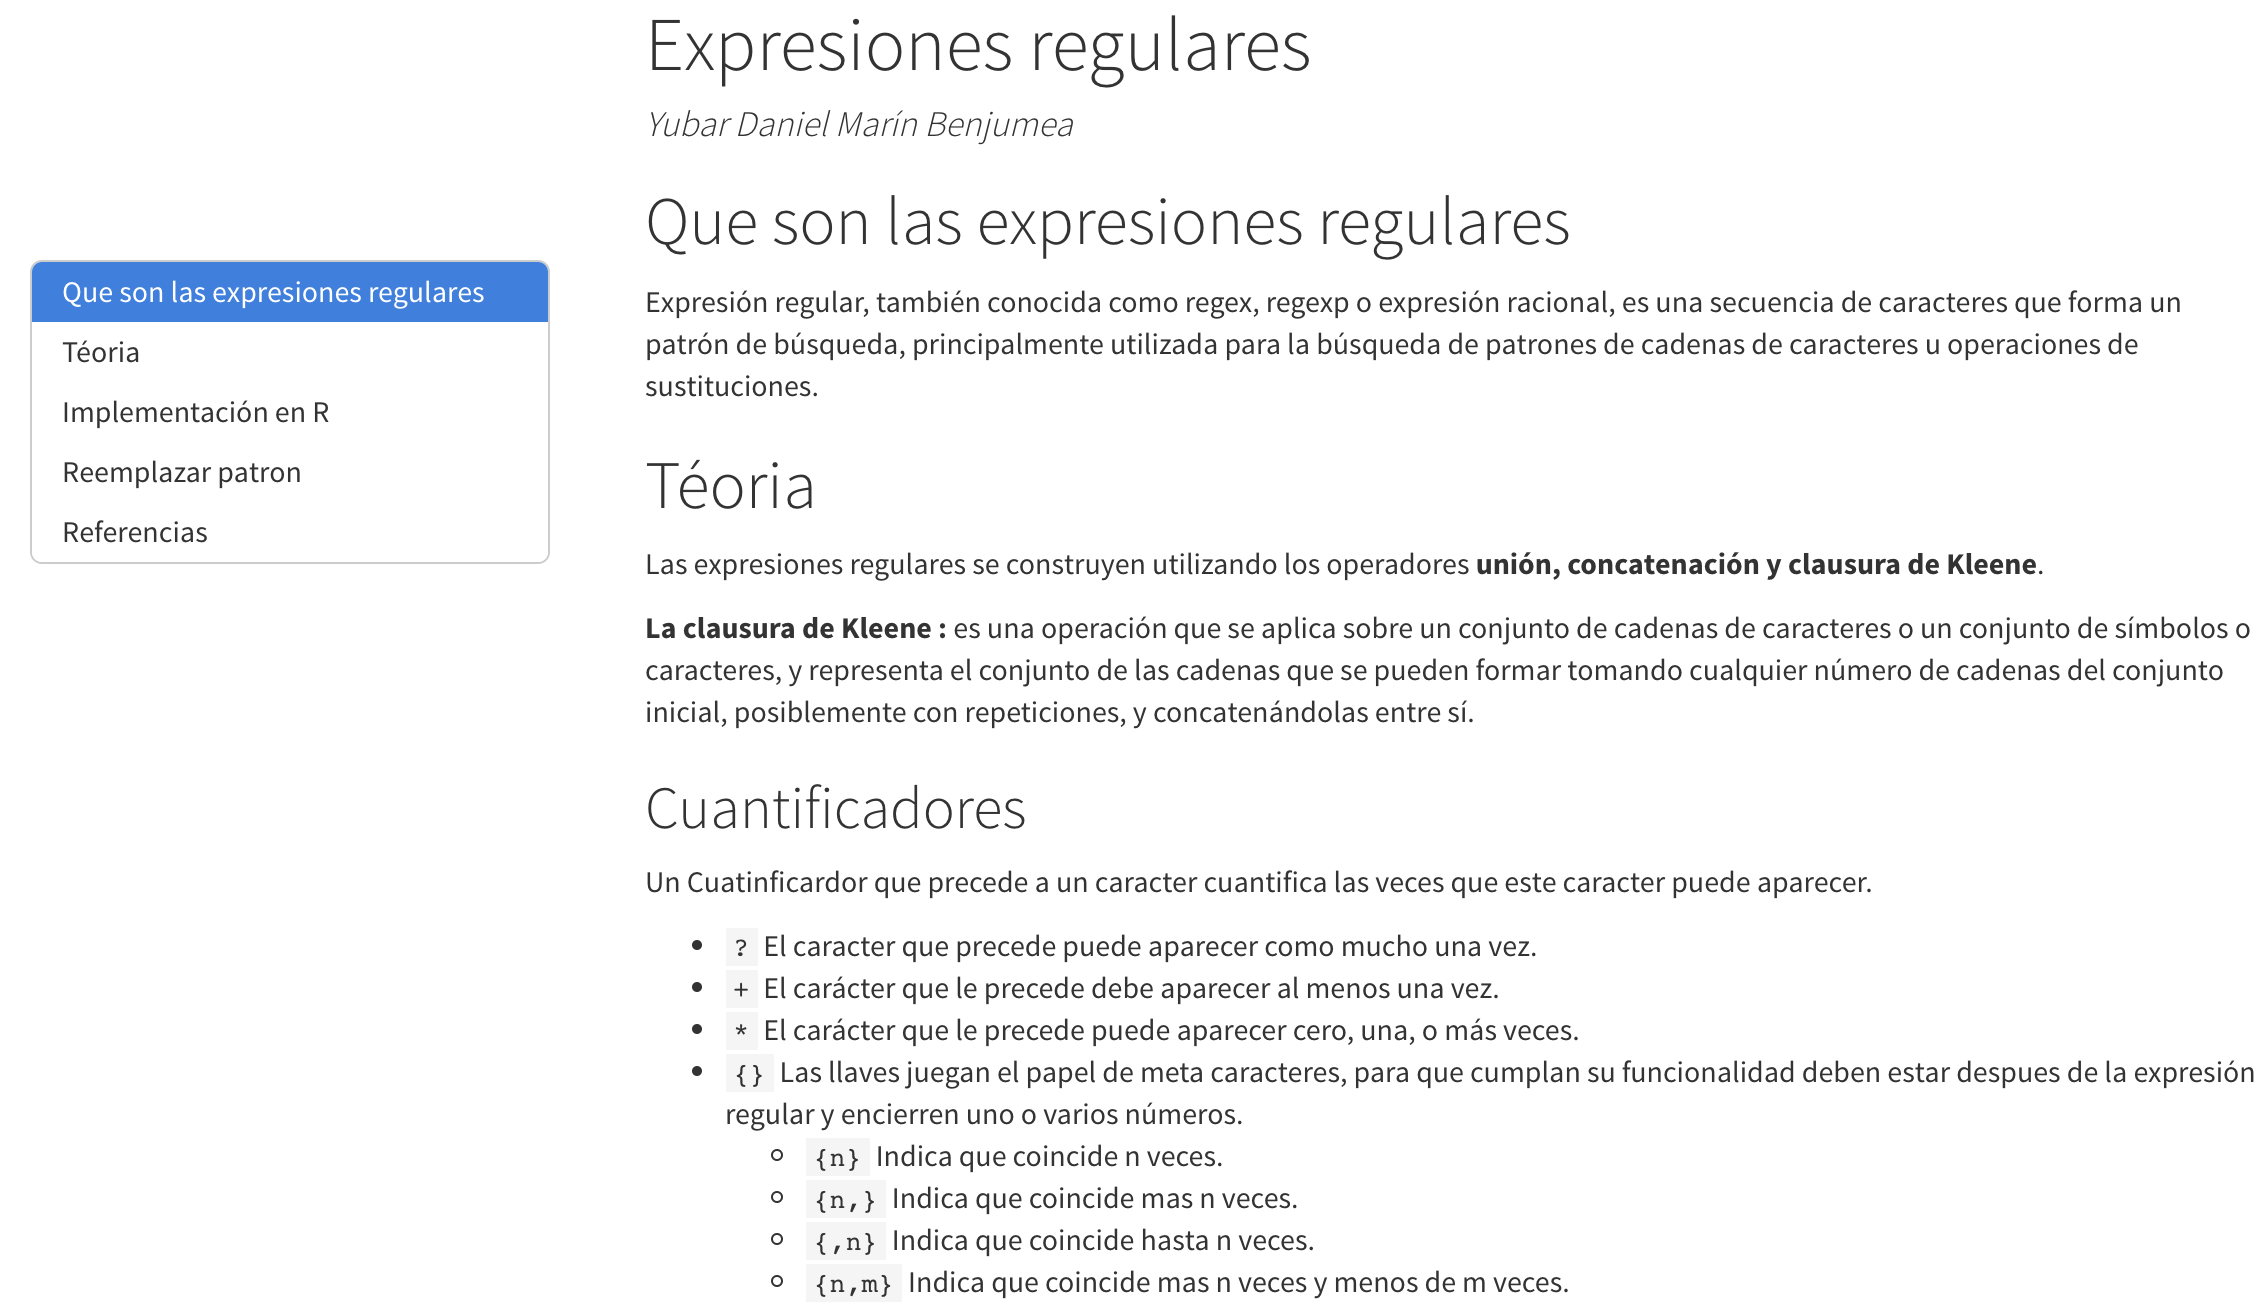 Expresiones regulares
Yubar Daniel Marín Benjumea
Que son las expresiones regulares
Téoria
Implementación en R
Reemplazar patron
Referencias
Que son las expresiones regulares
Expresión regular, también conocida como regex, regexp o expresión racional, es una secuencia de caracteres que forma un
patrón de búsqueda, principalmente utilizada para la búsqueda de patrones de cadenas de caracteres u operaciones de
sustituciones.
Téoria
Las expresiones regulares se construyen utilizando los operadores unión, concatenación y clausura de Kleene.
La clausura de Kleene : es una operación que se aplica sobre un conjunto de cadenas de caracteres o un conjunto de símbolos o
caracteres, y representa el conjunto de las cadenas que se pueden formar tomando cualquier número de cadenas del conjunto
inicial, posiblemente con repeticiones, y concatenándolas entre sí.
Cuantificadores
Un Cuatinficardor que precede a un caracter cuantifica las veces que este caracter puede aparecer.
• ? El caracter que precede puede aparecer como mucho una vez.
• + El carácter que le precede debe aparecer al menos una vez.
• * El carácter que le precede puede aparecer cero, una, o más veces.
• {} Las llaves juegan el papel de meta caracteres, para que cumplan su funcionalidad deben estar despues de la expresión
regular y encierren uno o varios números.
◦ {n} Indica que coincide n veces.
◦ {n,} Indica que coincide mas n veces.
◦ {,n} Indica que coincide hasta n veces.
◦ {n,m} Indica que coincide mas n veces y menos de m veces.